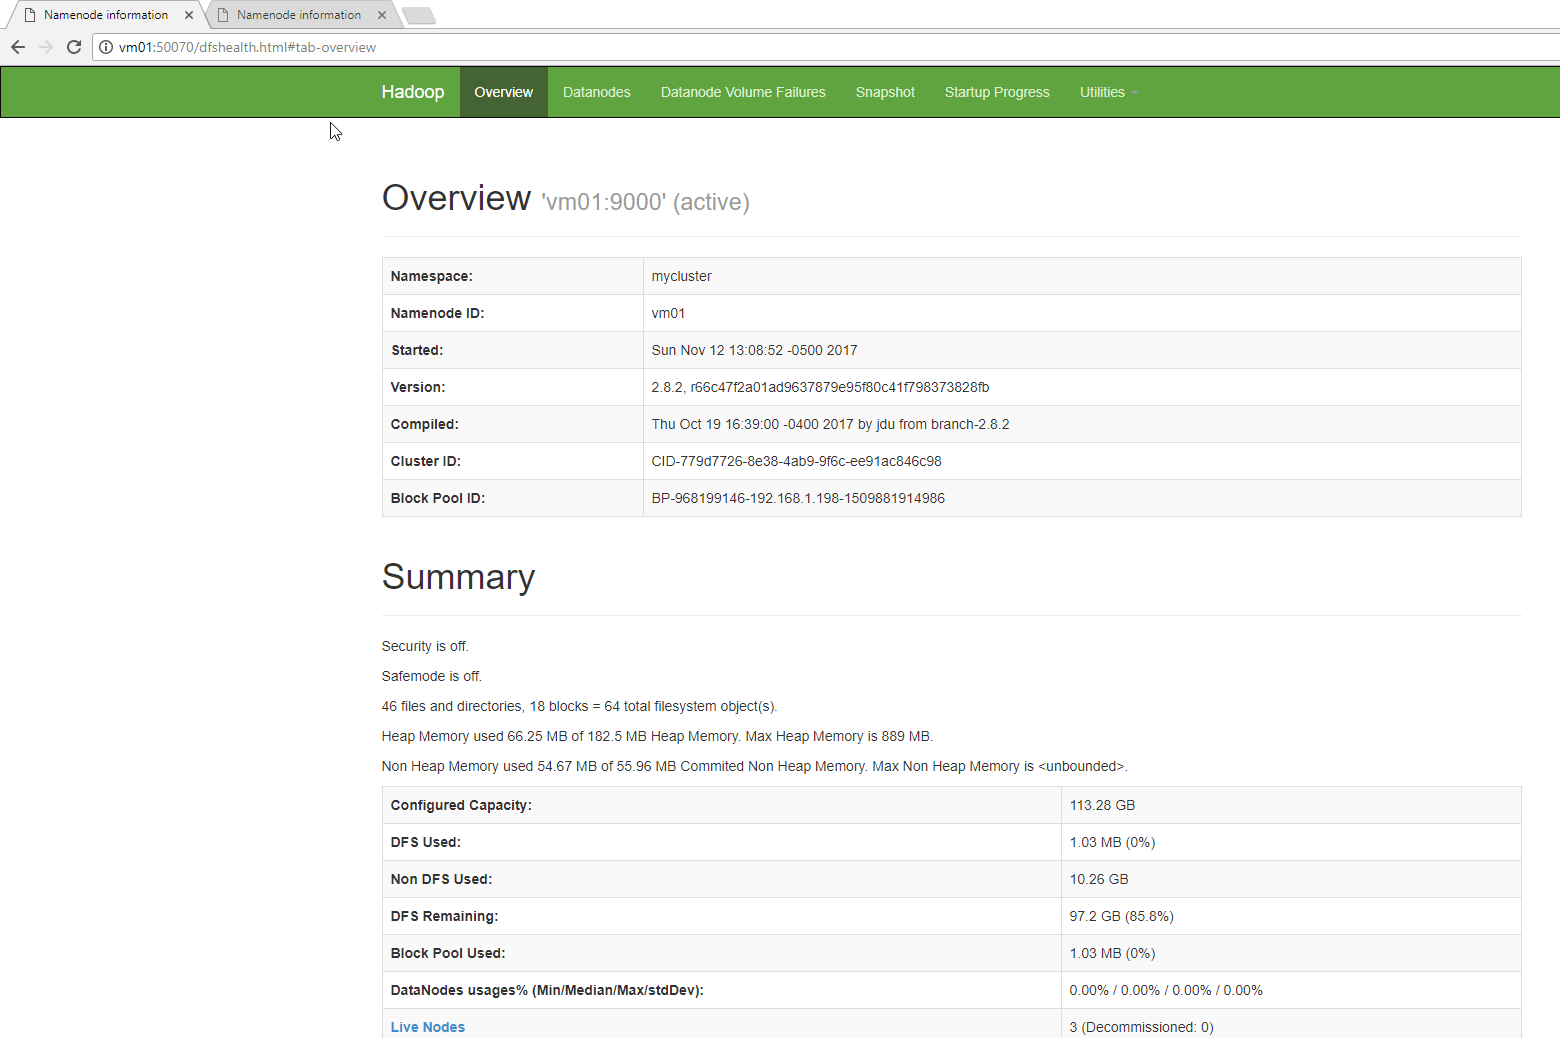 Namenode information
Namenode information
vm01:50070/dfshealth.html#tab-overview
Hadoop Overview Datanodes Datanode Volume Failures Snapshot Startup Progress Utilities
Overview 'vm01:9000' (active)
Namespace: mycluster
Namenode ID: vm01
Started: Sun Nov 12 13:08:52 -0500 2017
Version: 2.8.2, r66c47f2a01ad9637879e95f80c41f798373828fb
Compiled: Thu Oct 19 16:39:00 -0400 2017 by jdu from branch-2.8.2
Cluster ID: CID-779d7726-8e38-4ab9-9f6c-ee91ac846c98
Block Pool ID: BP-968199146-192.168.1.198-1509881914986
Summary
Security is off.
Safemode is off.
46 files and directories, 18 blocks = 64 total filesystem object(s).
Heap Memory used 66.25 MB of 182.5 MB Heap Memory. Max Heap Memory is 889 MB.
Non Heap Memory used 54.67 MB of 55.96 MB Commited Non Heap Memory. Max Non Heap Memory is <unbounded>.
Configured Capacity: 113.28 GB
DFS Used: 1.03 MB (0%)
Non DFS Used: 10.26 GB
DFS Remaining: 97.2 GB (85.8%)
Block Pool Used: 1.03 MB (0%)
DataNodes usages% (Min/Median/Max/stdDev): 0.00% / 0.00% / 0.00% / 0.00%
Live Nodes 3 (Decommissioned: 0)